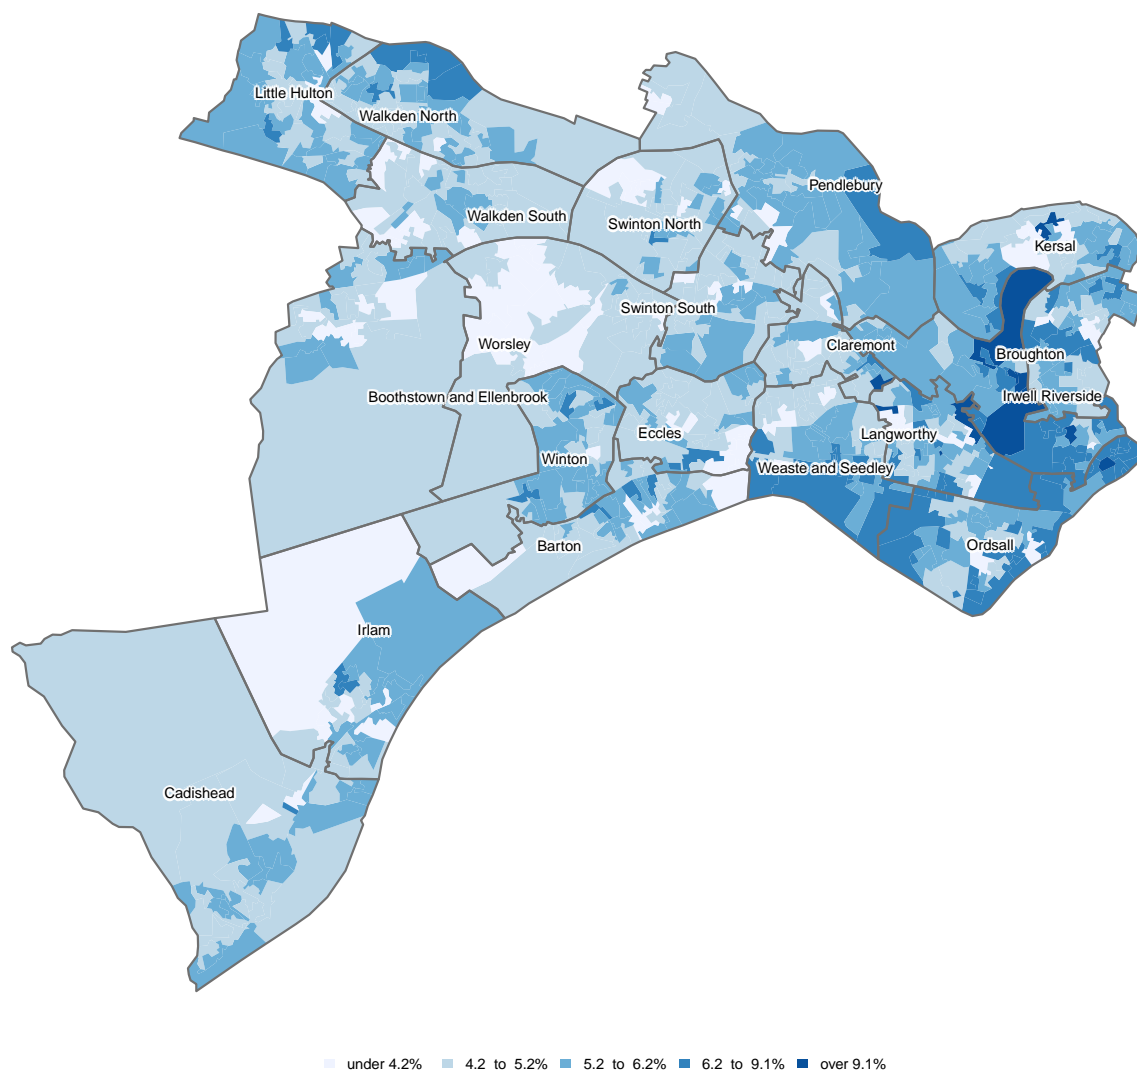 Little Hulton
Walkden North
Pendlebury
Walkden South
Swinton North
Kersal
Swinton South
Worsley
Claremont
Broughton
Boothstown and Ellenbrook
Irwell Riverside
Eccles
Langworthy
Winton
Weaste and Seedley
Barton
Ordsall
Irlam
Cadishead
under 4.2% 4.2 to 5.2% 5.2 to 6.2% 6.2 to 9.1% over 9.1%